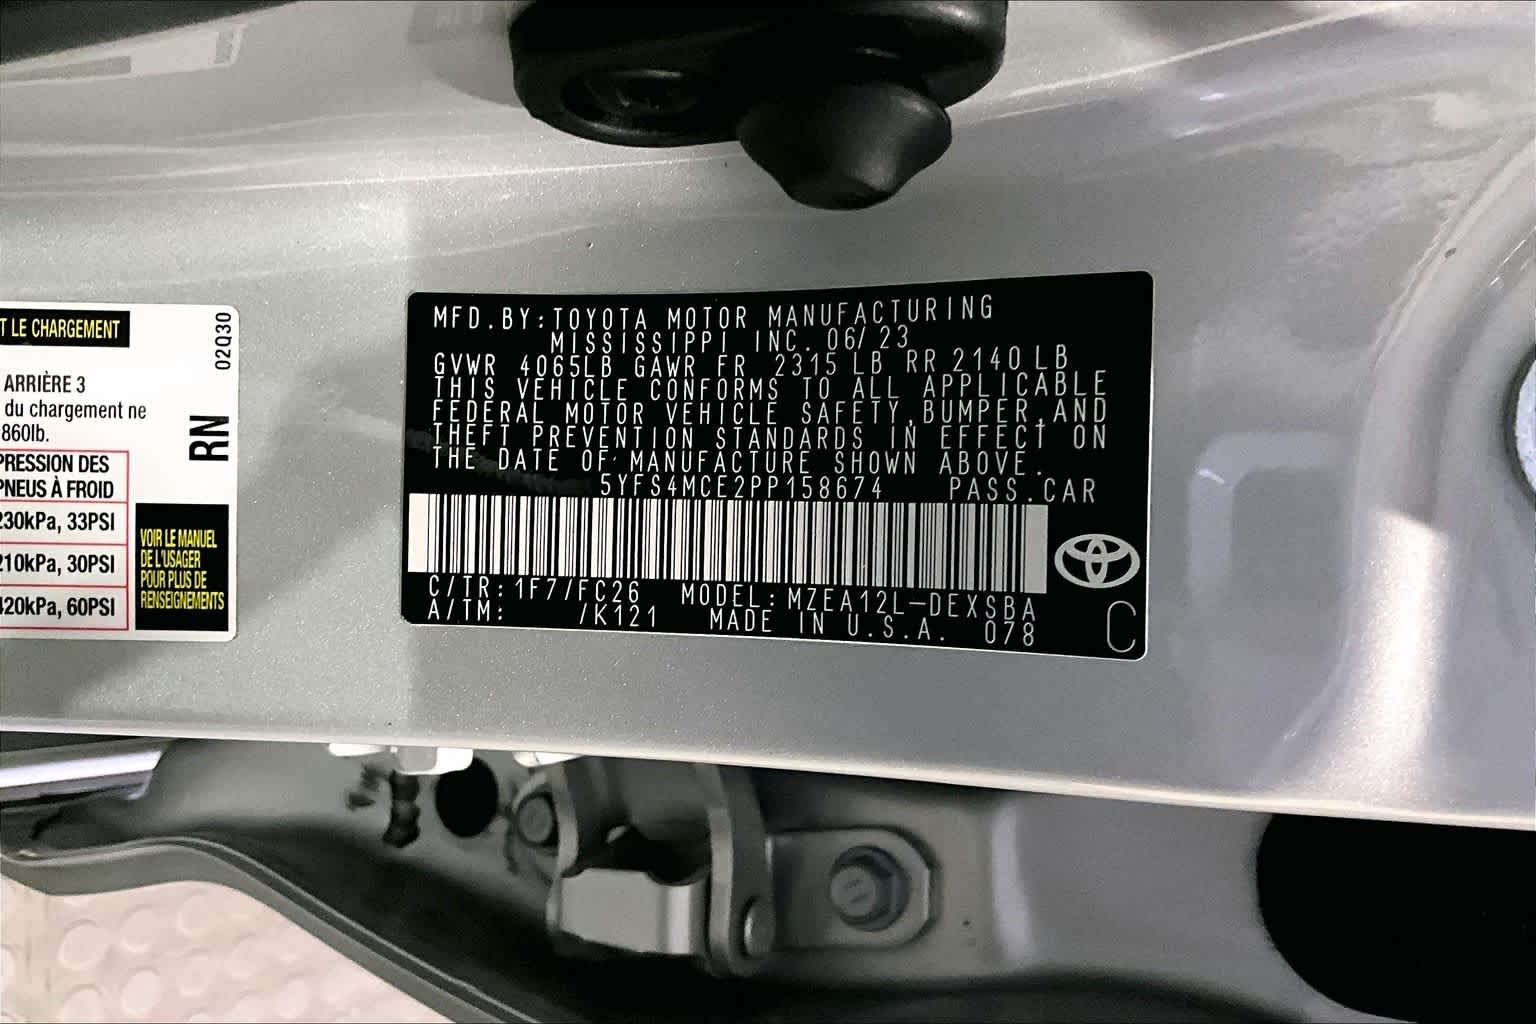 T LE CHARGEMENT
02Q30
ARRIÈRE 3
du chargement ne
860lb.
RN
PRESSION DES
PNEUS À FROID
230kPa, 33PSI
210kPa, 30PSI
420kPa, 60PSI
VOIR LE MANUEL
DE L'USAGER
POUR PLUS DE
RENSEIGNEMENTS
MFD.BY:TOYOTA MOTOR MANUFACTURING
MISSISSIPPI INC. 06/23
GVWR 4065LB GAWR FR 2315LB RR 2140LB
THIS VEHICLE CONFORMS TO ALL APPLICABLE
FEDERAL MOTOR VEHICLE SAFETY,BUMPER,AND
THEFT PREVENTION STANDARDS IN EFFECT ON
THE DATE OF MANUFACTURE SHOWN ABOVE.
5YFS4MCE2PP158674 PASS.CAR
C/TR:1F7/FC26 MODEL:MZEA12L-DEXSBA
A/TM: /K121 MADE IN U.S.A. 078
C